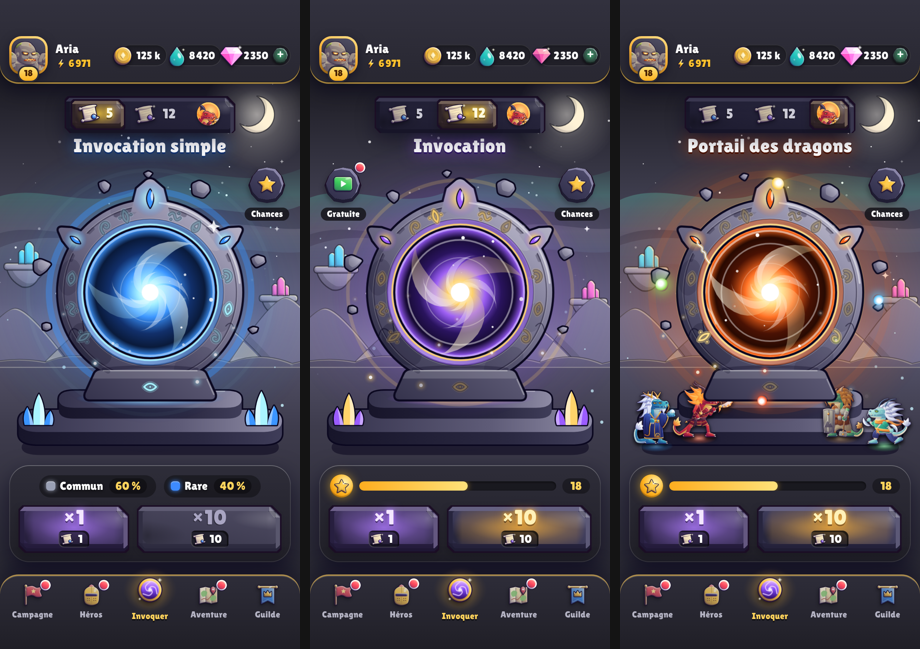 Aria
6971
18
125 k
8420
2350
+
5
12
Invocation simple
Chances
Commun 60 %
Rare 40 %
×1
1
×10
10
Campagne
Héros
Invoquer
Aventure
Guilde
Aria
6971
18
125 k
8420
2350
+
5
12
Invocation
Gratuite
Chances
18
×1
1
×10
10
Campagne
Héros
Invoquer
Aventure
Guilde
Aria
6971
18
125 k
8420
2350
+
5
12
Portail des dragons
Chances
18
×1
1
×10
10
Campagne
Héros
Invoquer
Aventure
Guilde